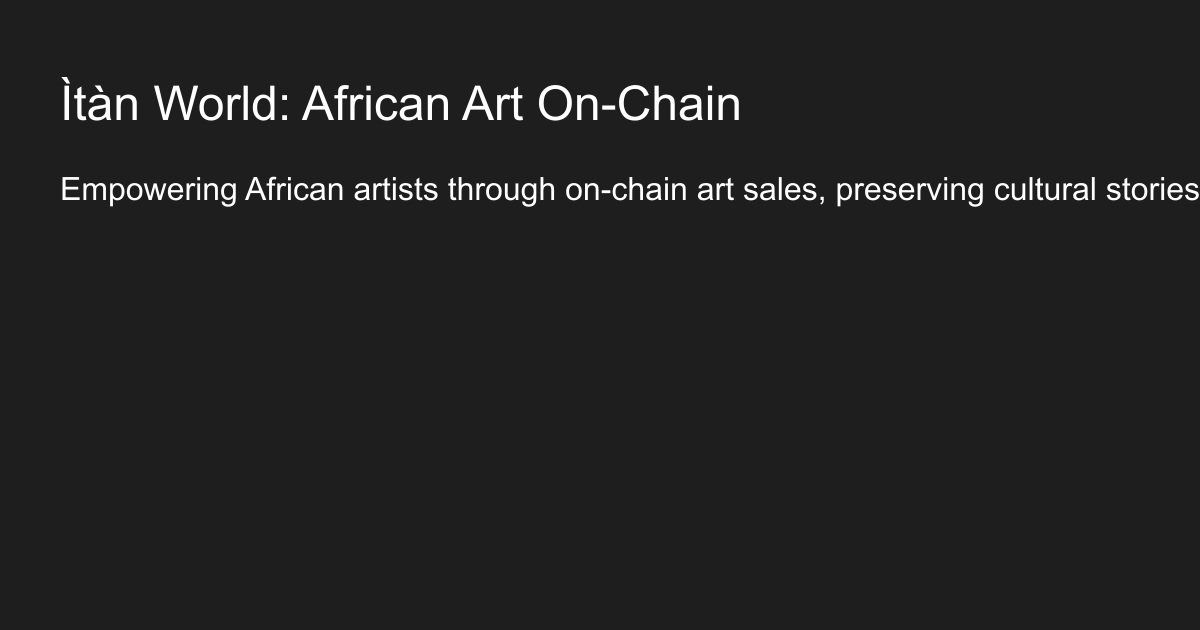 Ìtàn World: African Art On-Chain
Empowering African artists through on-chain art sales, preserving cultural stories